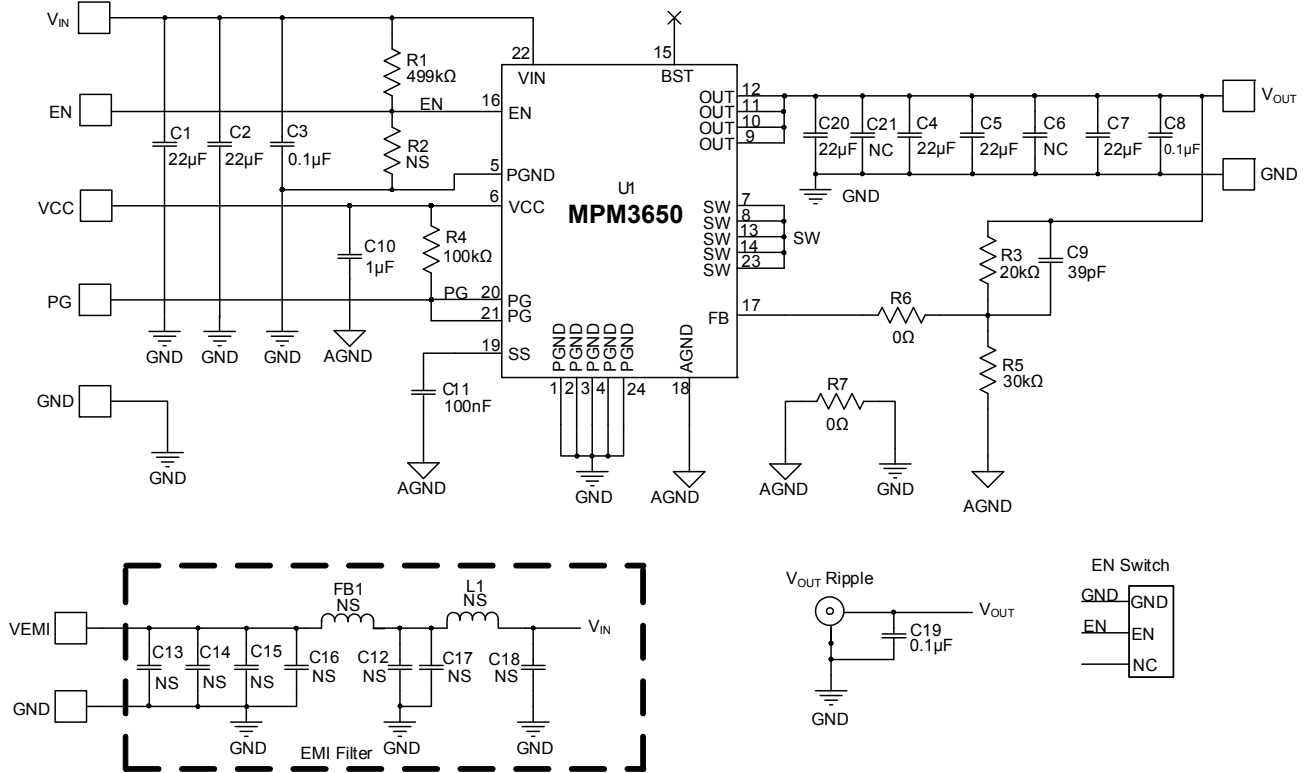 V_IN
EN
VCC
PG
GND
C1
22µF
C2
22µF
C3
0.1µF
R1
499kΩ
EN
R2
NS
C10
1µF
R4
100kΩ
PG
C11
100nF
GND
GND
GND
AGND
GND
AGND
22
VIN
16
EN
5
PGND
6
VCC
20
PG
21
PG
19
SS
15
BST
U1
MPM3650
OUT 12
OUT 11
OUT 10
OUT 9
SW 7
SW 8
SW 13
SW 14
SW 23
SW
FB 17
PGND
PGND
PGND
PGND
PGND
AGND
1 2 3 4 24
18
GND
AGND
C20
22µF
C21
NC
C4
22µF
C5
22µF
C6
NC
C7
22µF
C8
0.1µF
GND
V_OUT
GND
R3
20kΩ
C9
39pF
R6
0Ω
R5
30kΩ
R7
0Ω
AGND
GND
AGND
VEMI
GND
FB1
NS
L1
NS
V_IN
C13
NS
C14
NS
C15
NS
C16
NS
C12
NS
C17
NS
C18
NS
GND
GND
GND
EMI Filter
V_OUT Ripple
V_OUT
C19
0.1µF
GND
EN Switch
GND GND
EN EN
NC